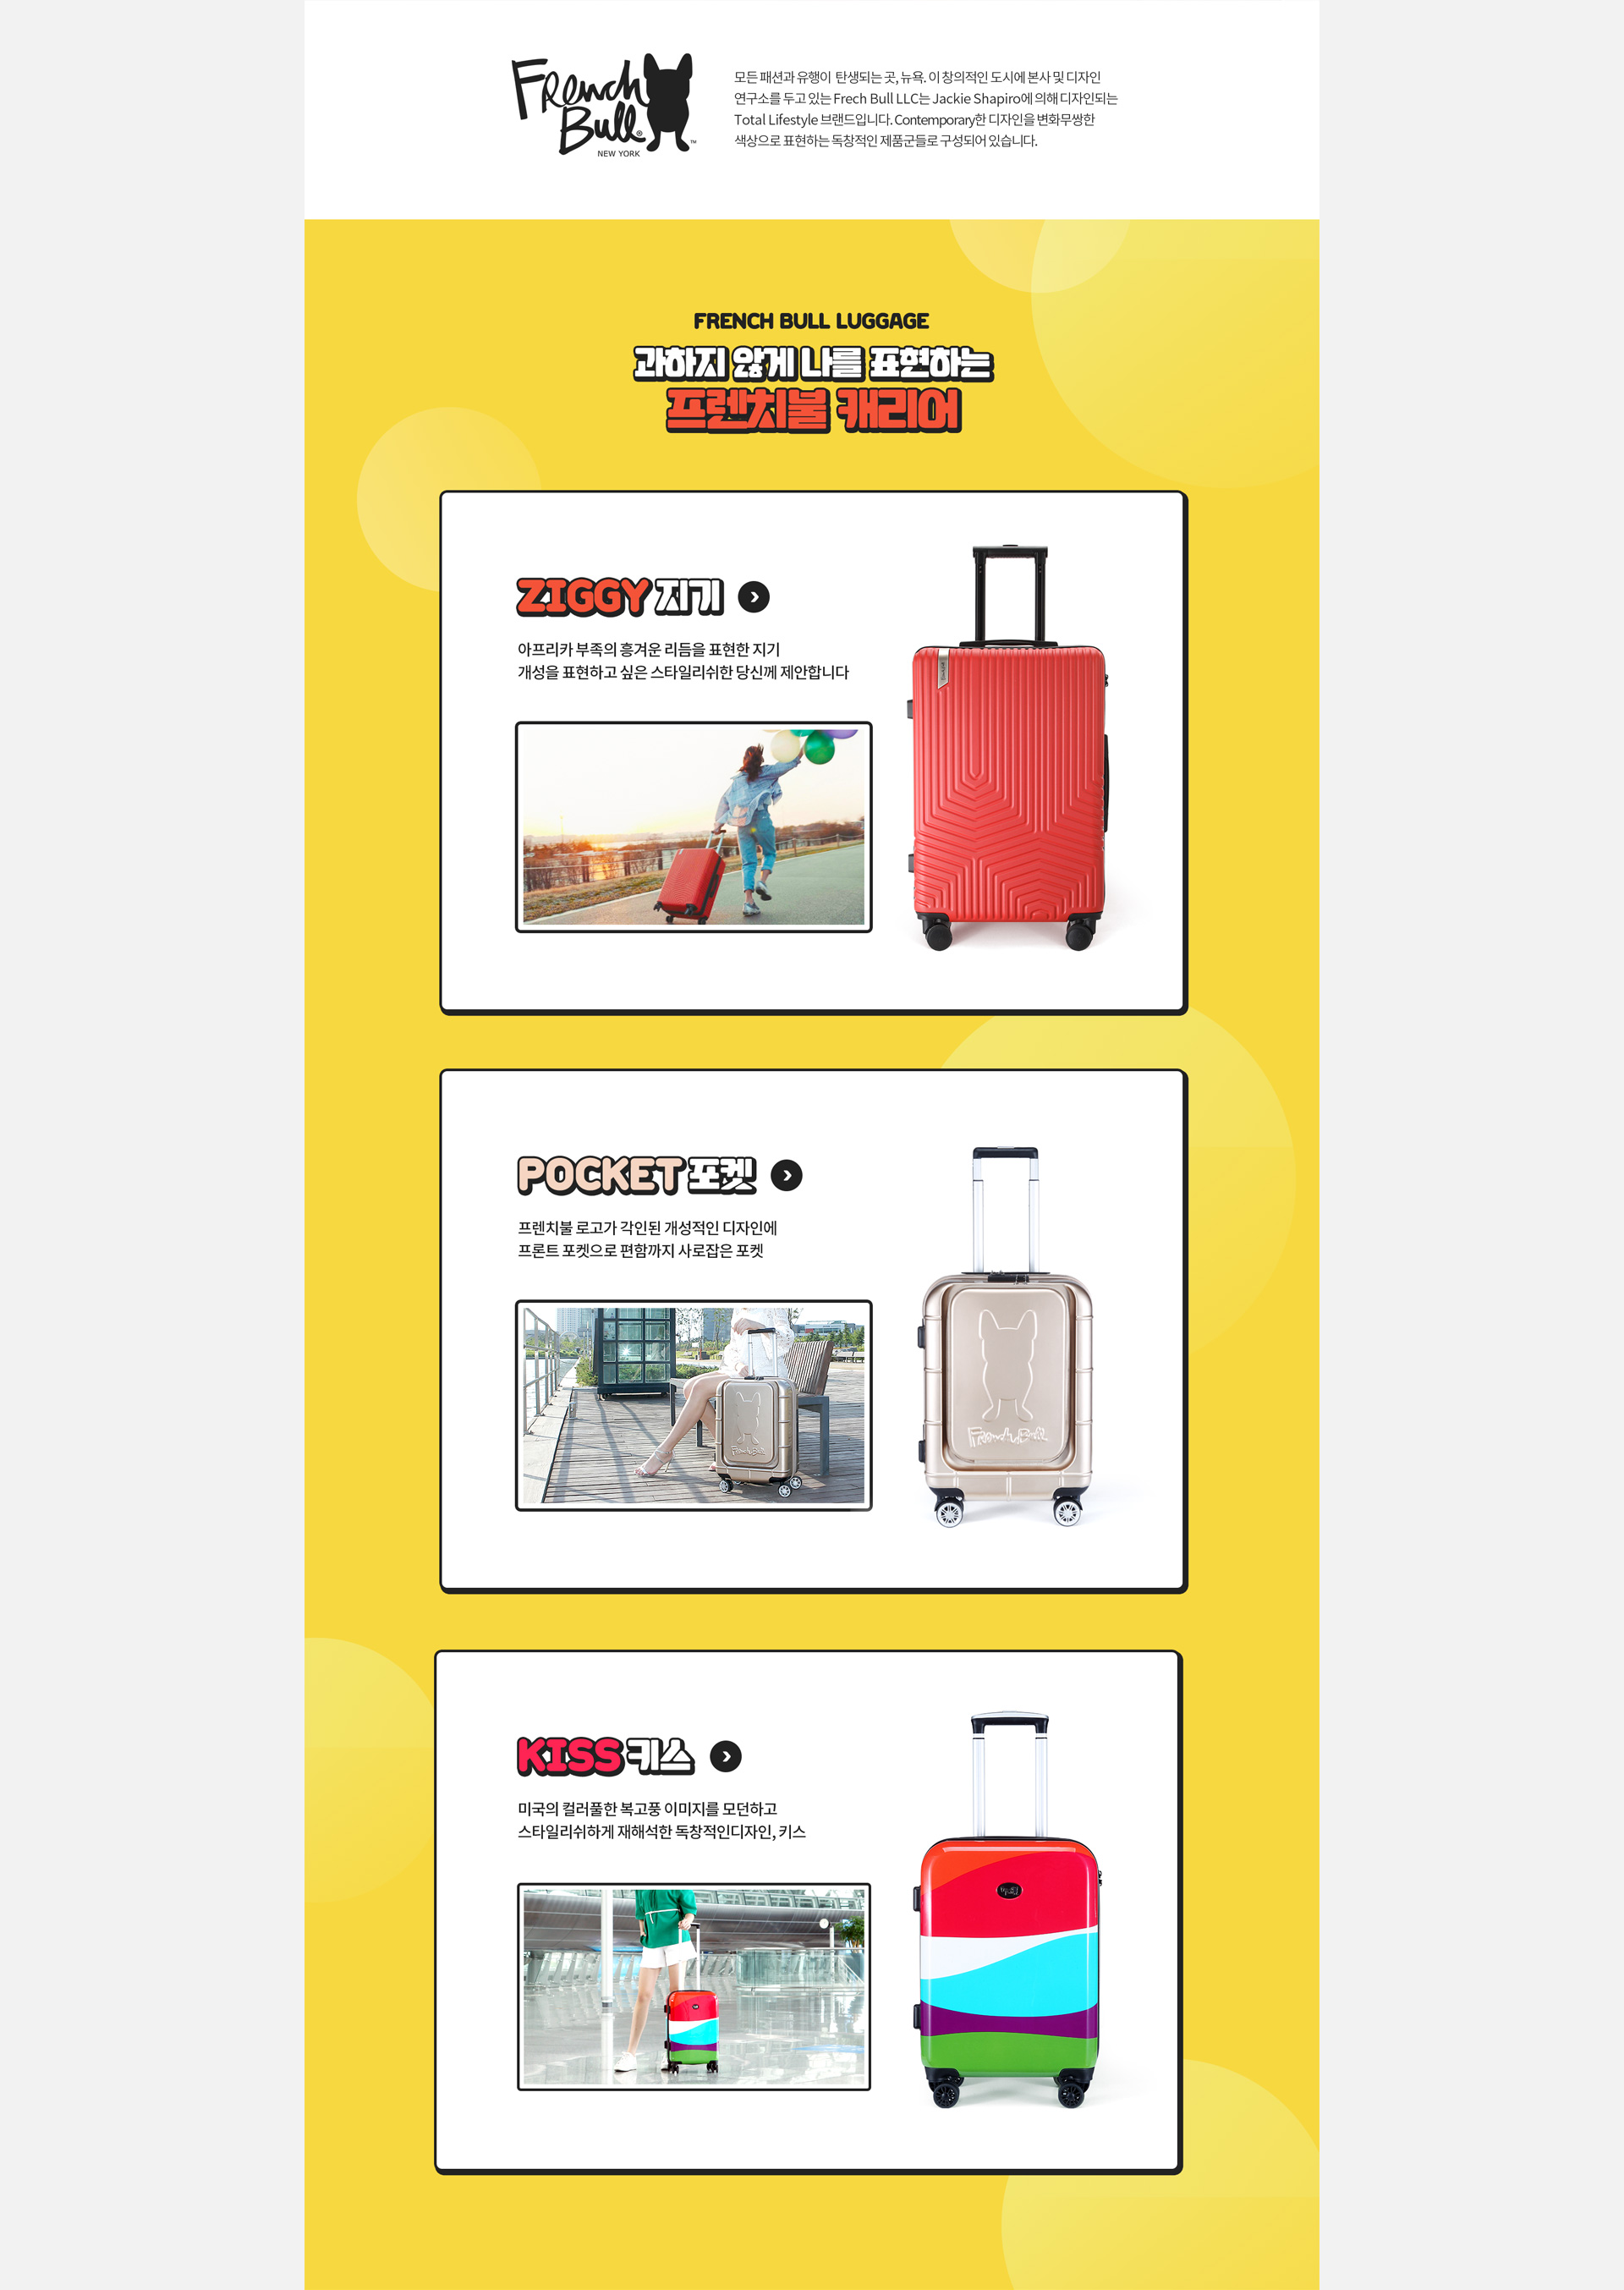 French
Bull®
NEW YORK
™
모든 패션과 유행이 탄생되는 곳, 뉴욕. 이 창의적인 도시에 본사 및 디자인
연구소를 두고 있는 Frech Bull LLC는 Jackie Shapiro에 의해 디자인되는
Total Lifestyle 브랜드입니다. Contemporary한 디자인을 변화무쌍한
색상으로 표현하는 독창적인 제품군들로 구성되어 있습니다.
FRENCH BULL LUGGAGE
과하지 않게 나를 표현하는
프렌치불 캐리어
ZIGGY 지기
아프리카 부족의 흥겨운 리듬을 표현한 지기
개성을 표현하고 싶은 스타일리쉬한 당신께 제안합니다
POCKET 포켓
프렌치불 로고가 각인된 개성적인 디자인에
프론트 포켓으로 편함까지 사로잡은 포켓
French Bull
French Bull
KISS 키스
미국의 컬러풀한 복고풍 이미지를 모던하고
스타일리쉬하게 재해석한 독창적인디자인, 키스